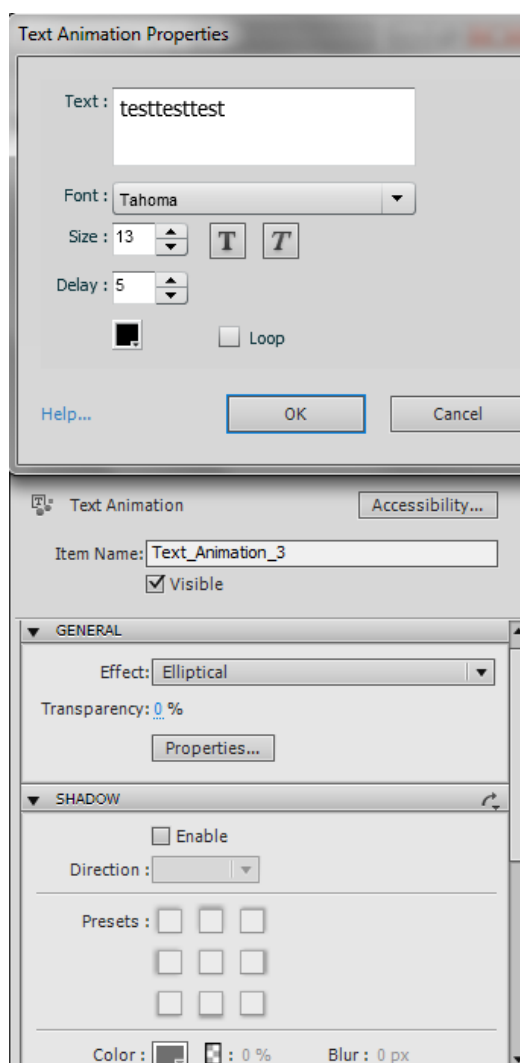 Text Animation Properties
Text : testtesttest
Font : Tahoma
Size : 13 T T
Delay : 5
Loop
Help... OK Cancel
T Text Animation Accessibility...
Item Name: Text_Animation_3
Visible
GENERAL
Effect: Elliptical
Transparency: 0 %
Properties...
SHADOW
Enable
Direction :
Presets :
Color : : 0 % Blur : 0 px